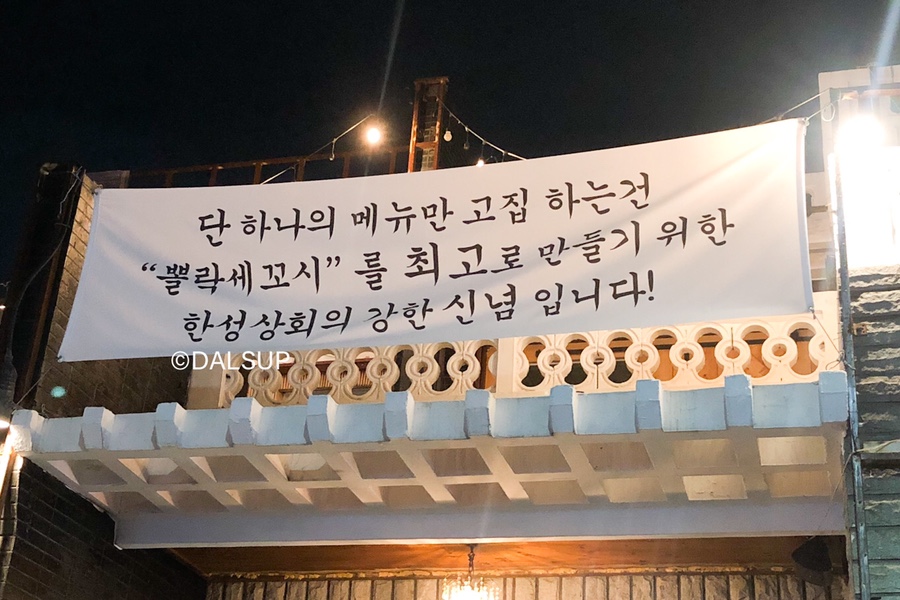 단 하나의 메뉴만 고집 하는건
“뽈락세꼬시” 를 최고로 만들기 위한
한성상회의 강한 신념 입니다!
©DALSUP